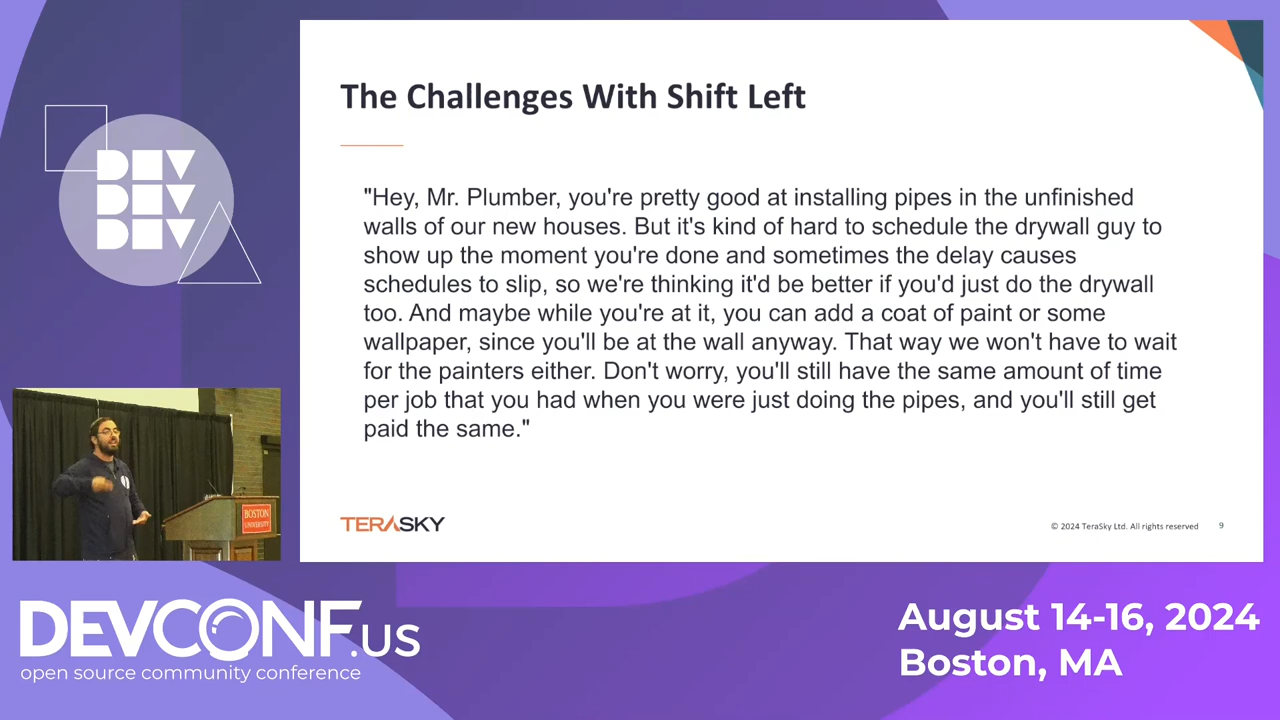 The Challenges With Shift Left
"Hey, Mr. Plumber, you're pretty good at installing pipes in the unfinished
walls of our new houses. But it's kind of hard to schedule the drywall guy to
show up the moment you're done and sometimes the delay causes
schedules to slip, so we're thinking it'd be better if you'd just do the drywall
too. And maybe while you're at it, you can add a coat of paint or some
wallpaper, since you'll be at the wall anyway. That way we won't have to wait
for the painters either. Don't worry, you'll still have the same amount of time
per job that you had when you were just doing the pipes, and you'll still get
paid the same."
TERASKY
© 2024 TeraSky Ltd. All rights reserved 9
DEV
DEV
DEV
BOSTON
UNIVERSITY
DEVCONF.US
open source community conference
August 14-16, 2024
Boston, MA